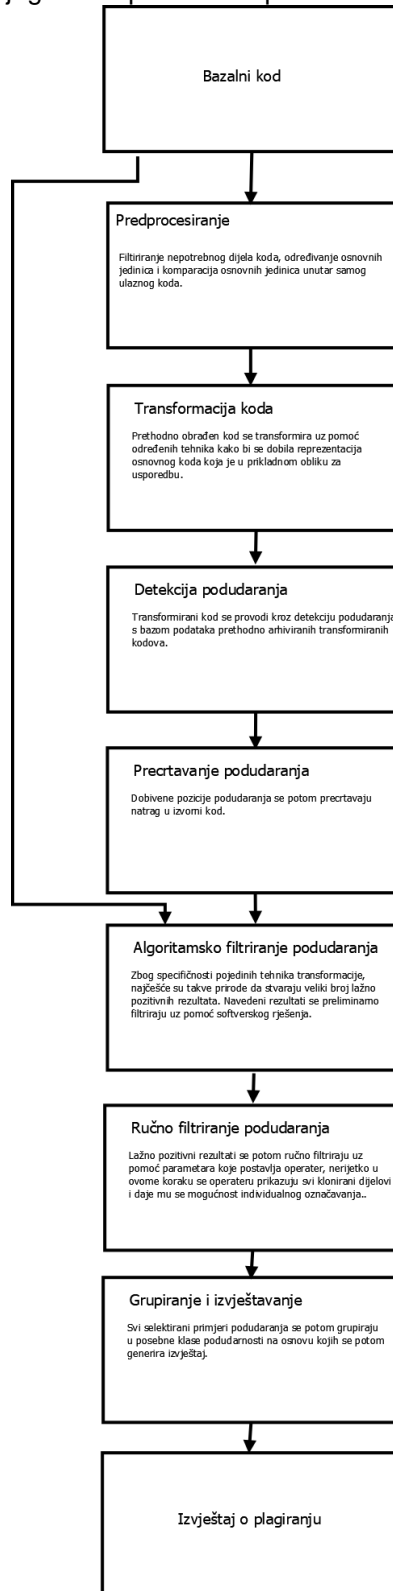 Bazalni kod
Predprocesiranje
Filtiriranje nepotrebnog dijela koda, određivanje osnovnih
jedinica i komparacija osnovnih jedinica unutar samog
ulaznog koda.
Transformacija koda
Prethodno obrađen kod se transformira uz pomoć
određenih tehnika kako bi se dobila reprezentacija
osnovnog koda koja je u prikladnom obliku za
usporedbu.
Detekcija podudaranja
Transformirani kod se provodi kroz detekciju podudaranja
s bazom podataka prethodno arhiviranih transformiranih
kodova.
Precrtavanje podudaranja
Dobivene pozicije podudaranja se potom precrtavaju
natrag u izvorni kod.
Algoritamsko filtriranje podudaranja
Zbog specifičnosti pojedinih tehnika transformacije,
najčešće su takve prirode da stvaraju veliki broj lažno
pozitivnih rezultata. Navedeni rezultati se preliminarno
filtriraju uz pomoć softverskog rješenja.
Ručno filtriranje podudaranja
Lažno pozitivni rezultati se potom ručno filtriraju uz
pomoć parametara koje postavlja operater, nerijetko u
ovome koraku se operateru prikazuju svi klonirani dijelovi
i daje mu se mogućnost individualnog označavanja..
Grupiranje i izvještavanje
Svi selektirani primjeri podudaranja se potom grupiraju
u posebne klase podudarnosti na osnovu kojih se potom
generira izvještaj.
Izvještaj o plagiranju